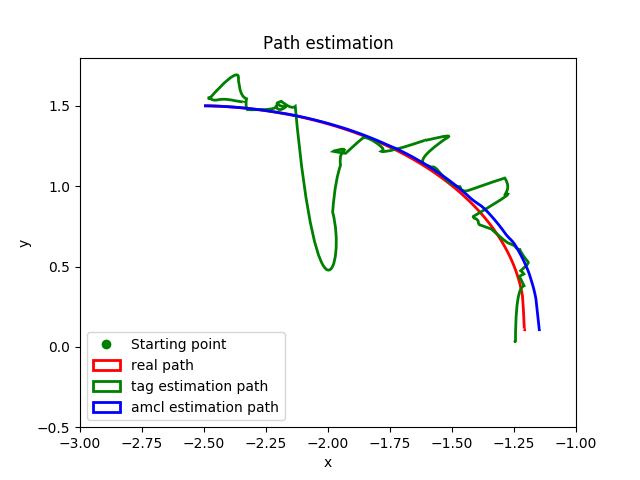 Path estimation
y
1.5
1.0
0.5
0.0
−0.5
Starting point
real path
tag estimation path
amcl estimation path
−3.00 −2.75 −2.50 −2.25 −2.00 −1.75 −1.50 −1.25 −1.00
x